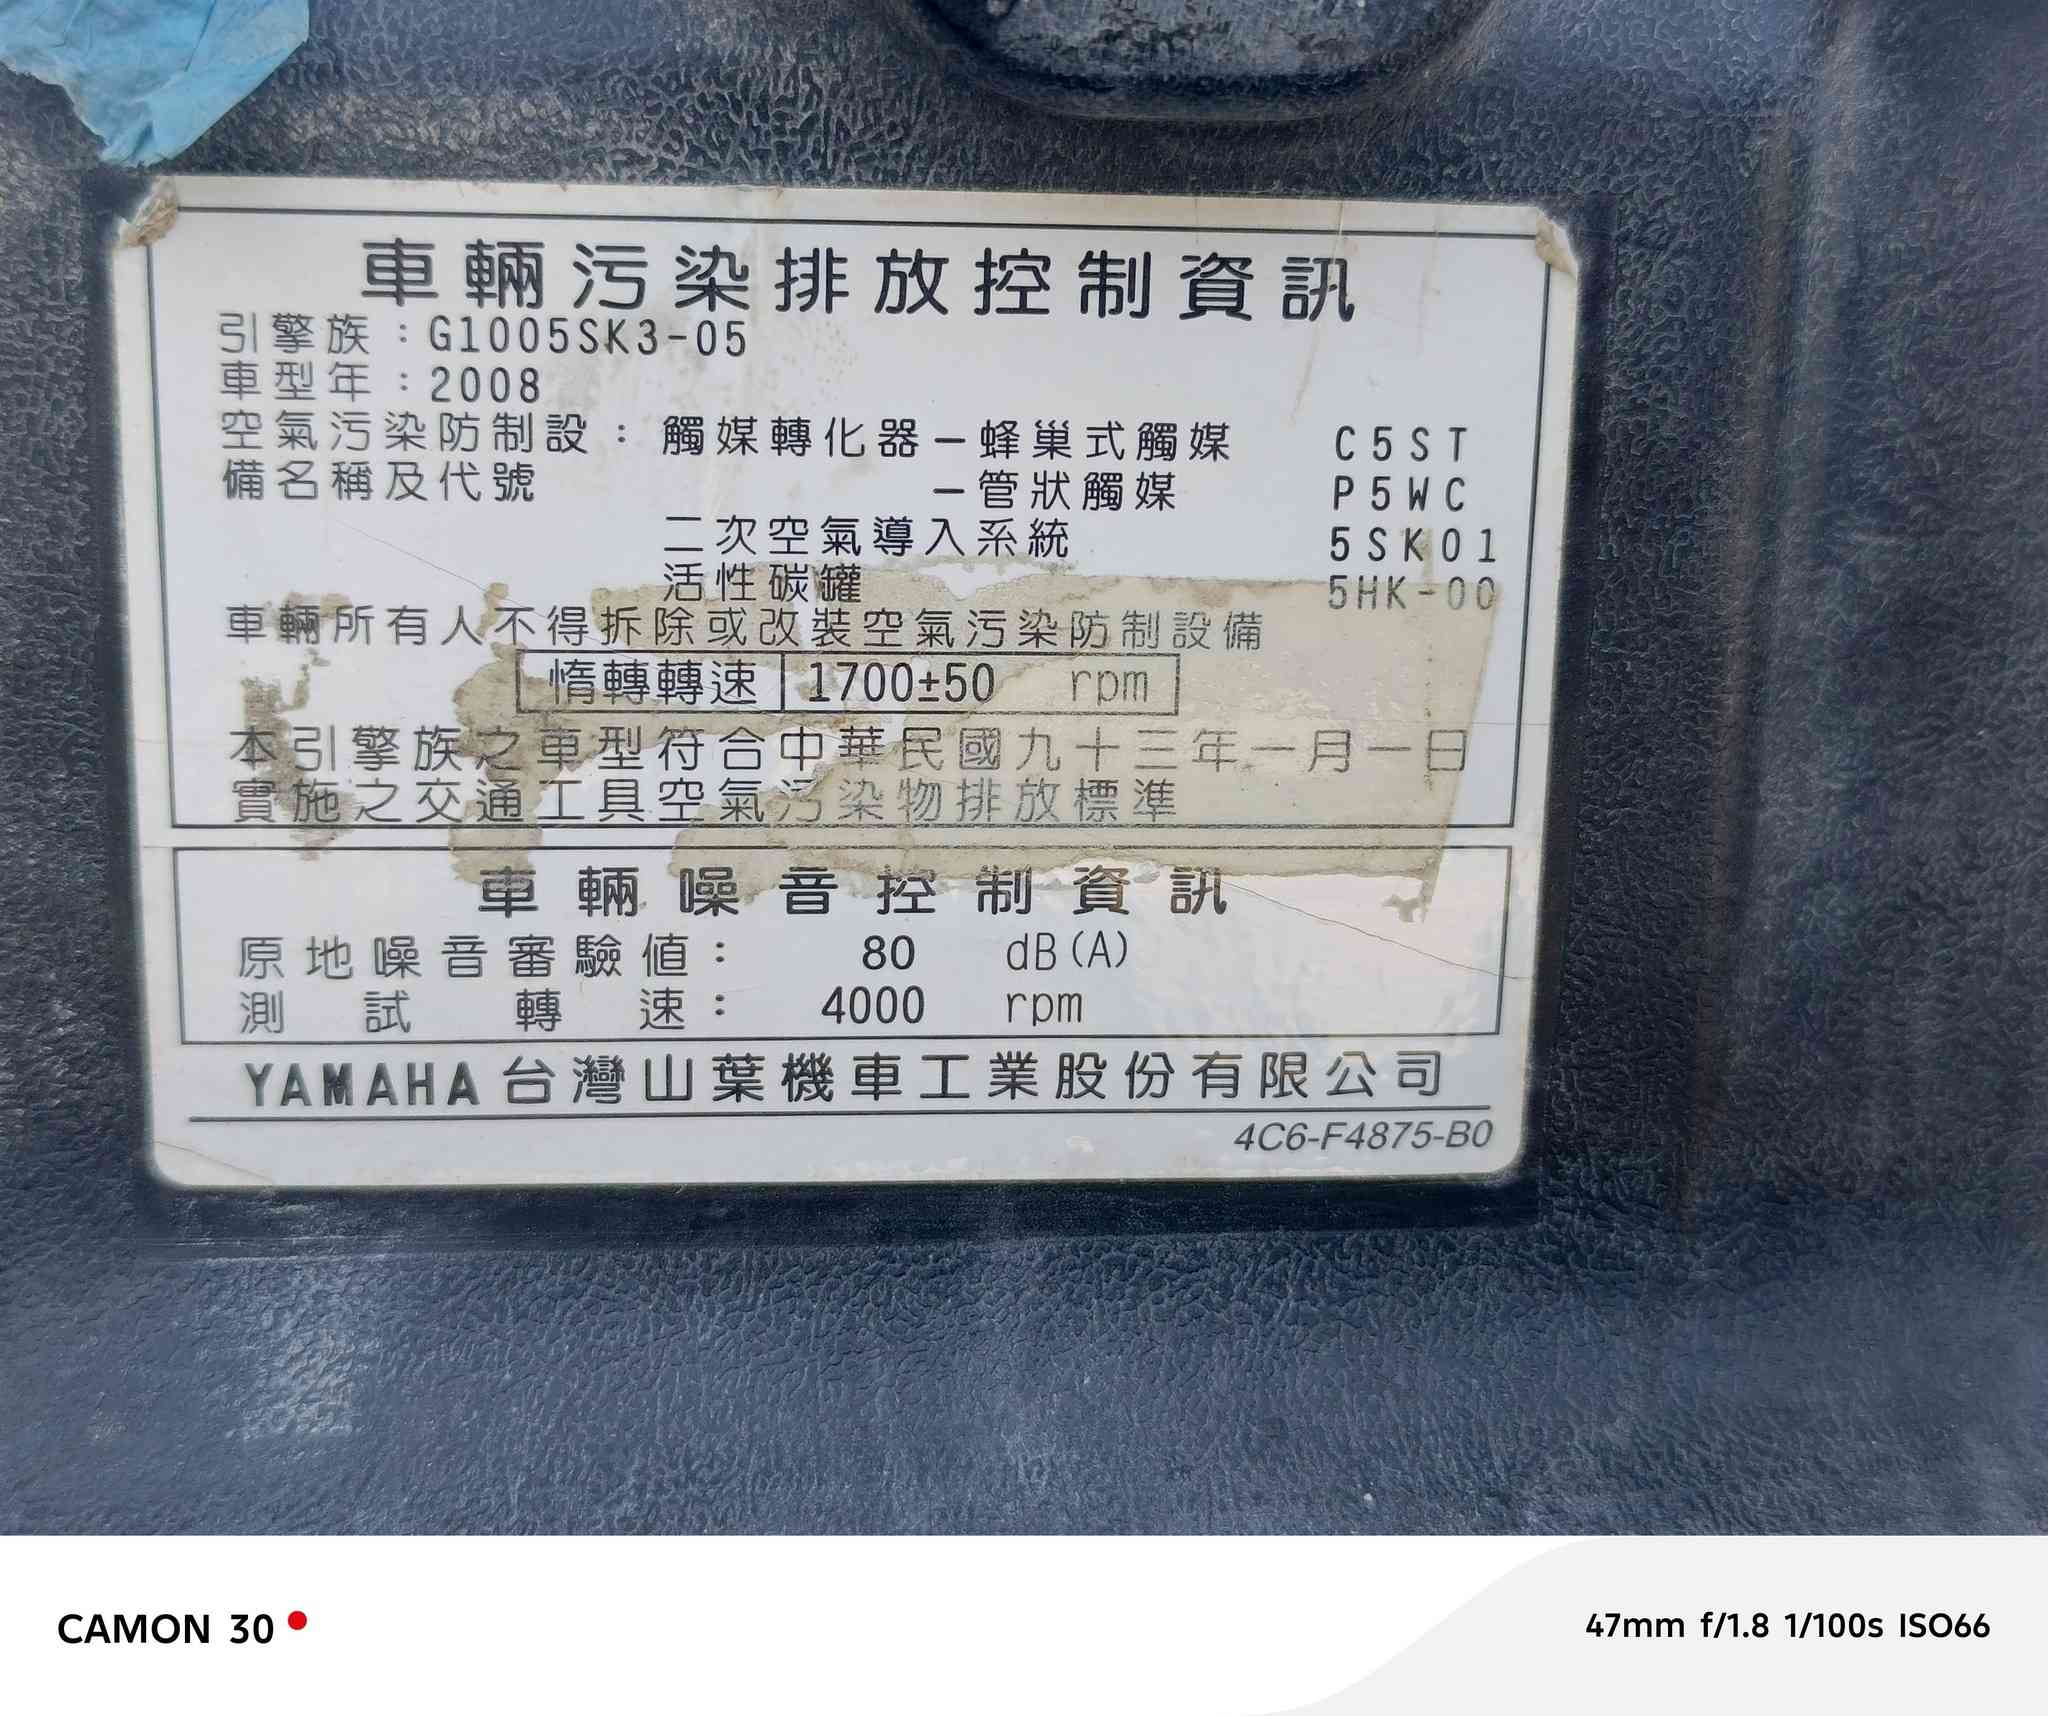 車輛污染排放控制資訊
引擎族：G1005SK3-05
車型年：2008
空氣污染防制設：觸媒轉化器－蜂巢式觸媒 C5ST
備名稱及代號 －管狀觸媒 P5WC
二次空氣導入系統 5SK01
活性碳罐 5HK-00
車輛所有人不得拆除或改裝空氣污染防制設備
惰轉轉速 1700±50 rpm
本引擎族之車型符合中華民國九十三年一月一日
實施之交通工具空氣污染物排放標準
車輛噪音控制資訊
原地噪音審驗值： 80 dB(A)
測試轉速： 4000 rpm
YAMAHA台灣山葉機車工業股份有限公司
4C6-F4875-B0
CAMON 30
47mm f/1.8 1/100s ISO66